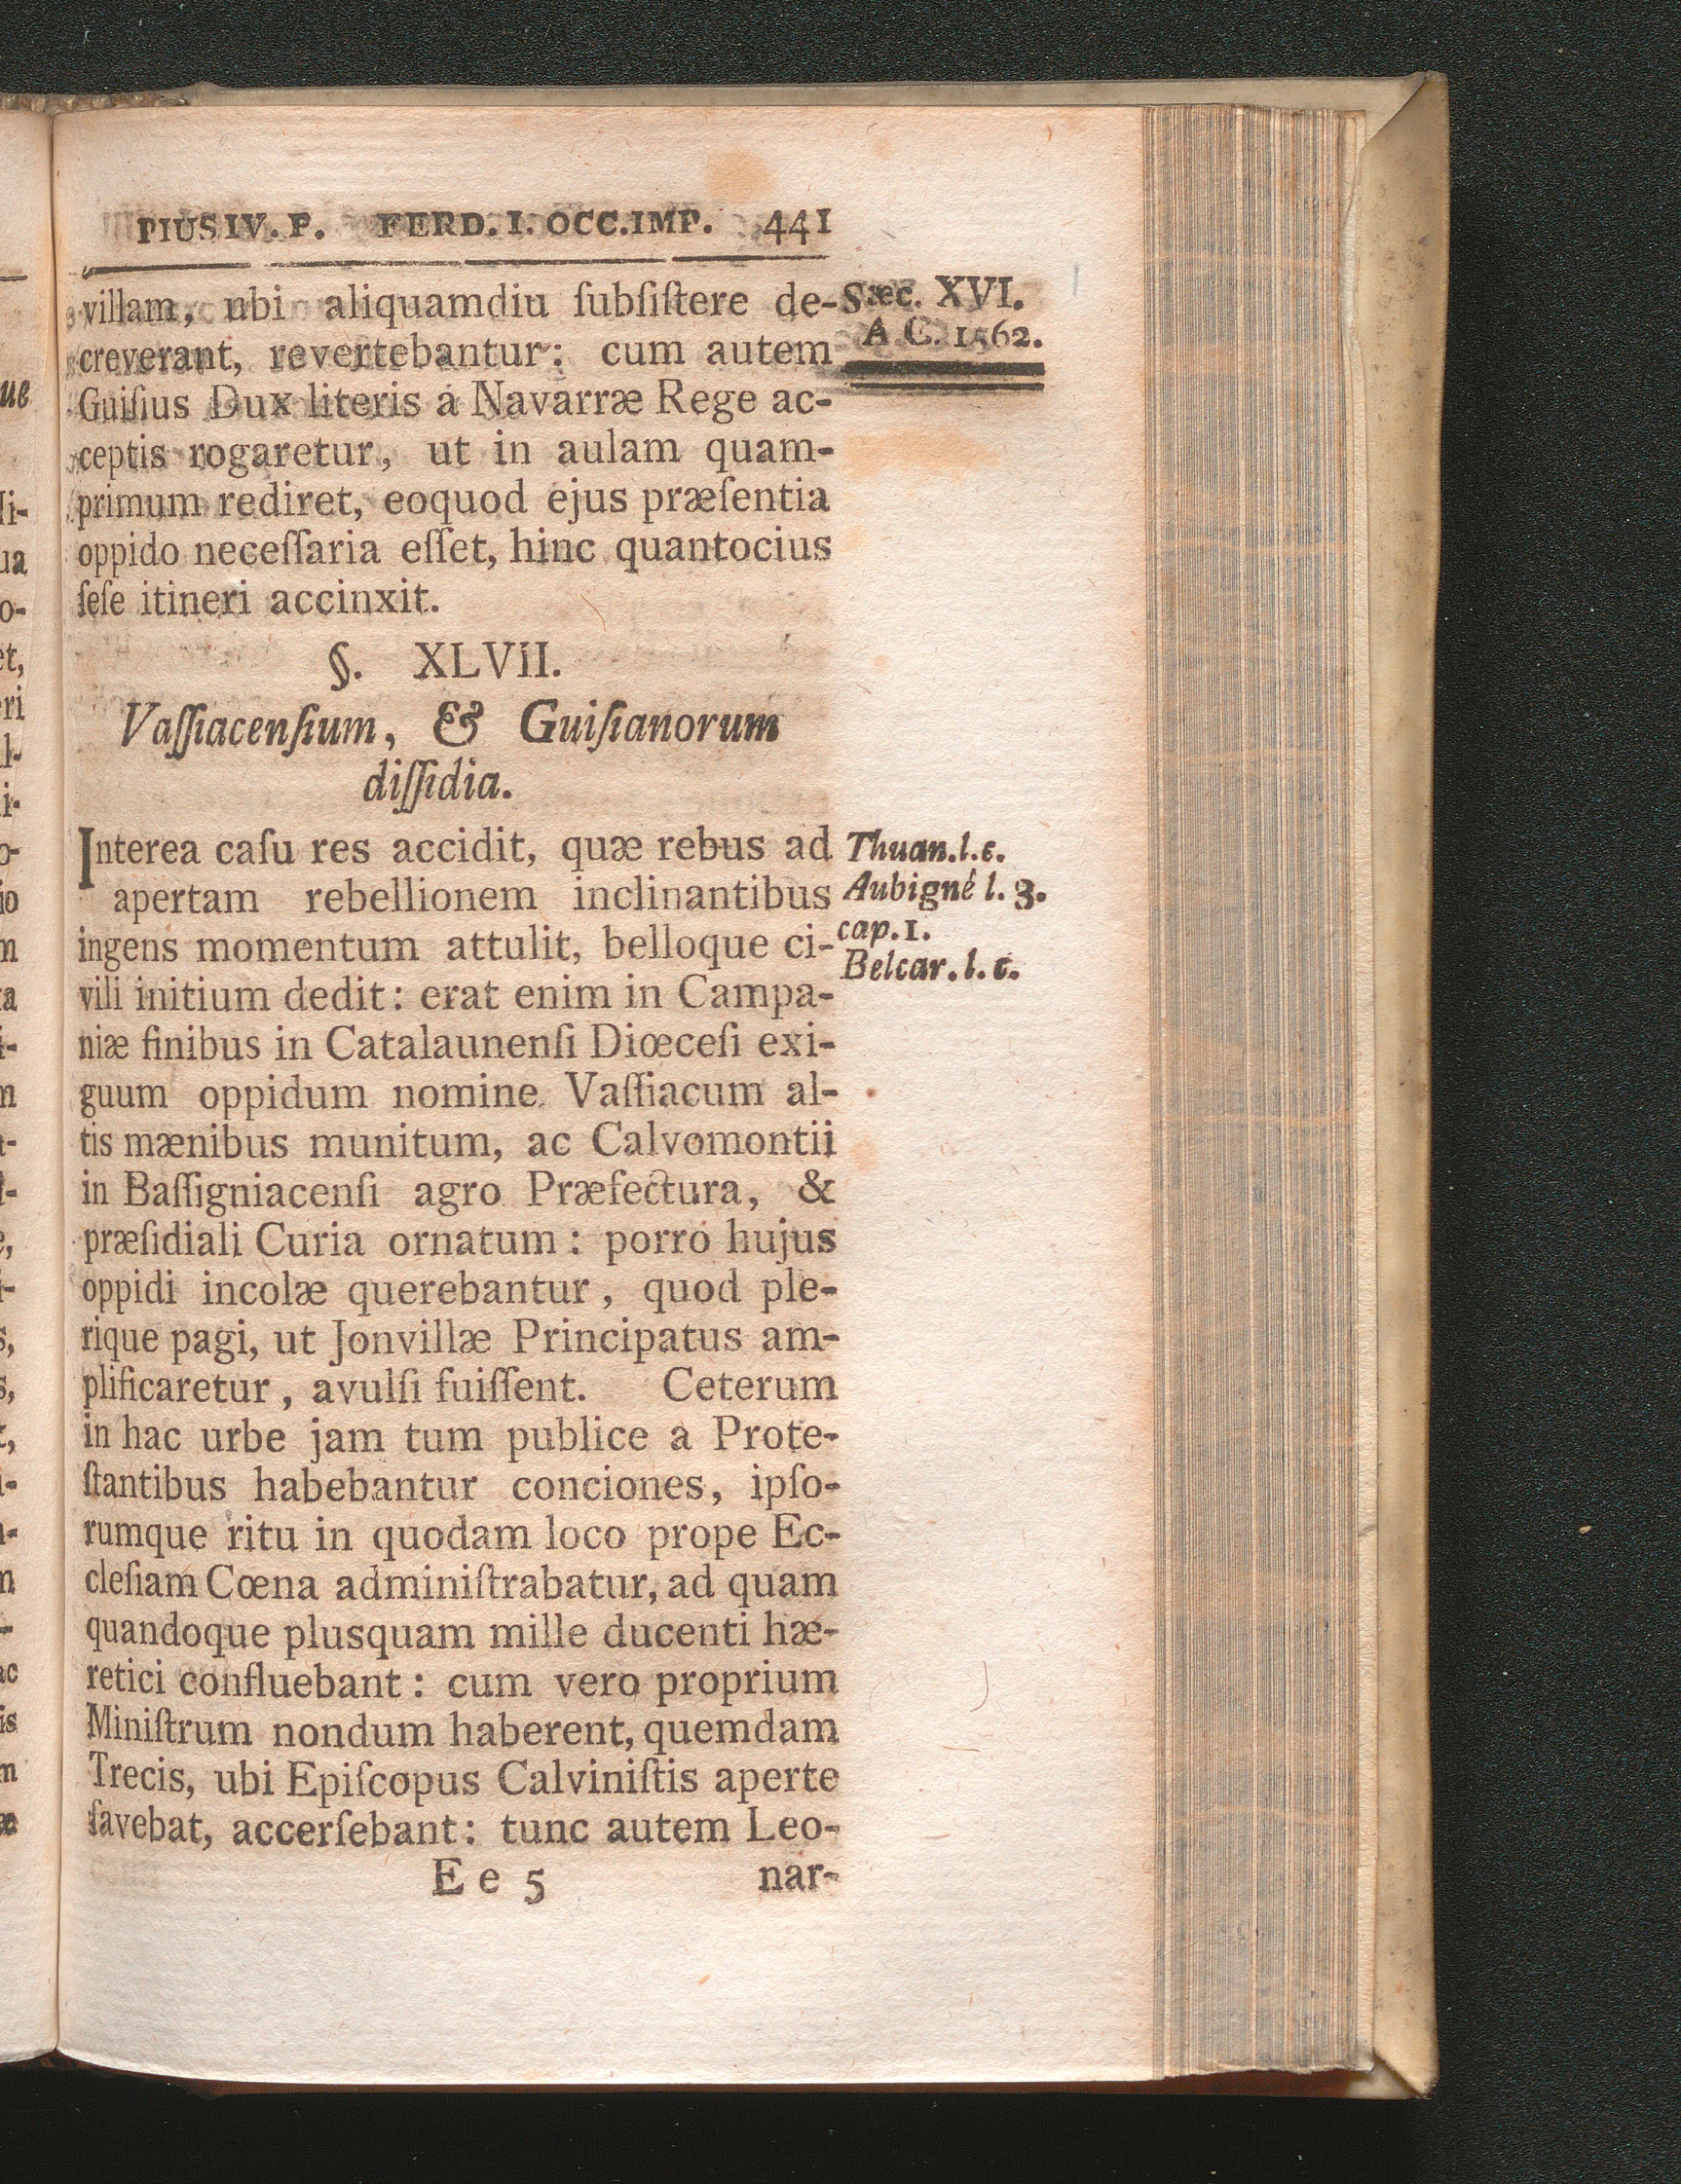 PIUS IV. P. FERD. I. OCC. IMP. 441
villam, ubi aliquamdiu ſubſiſtere de-
creverant, revertebantur: cum autem
Guiſius Dux literis á Navarræ Rege ac-
ceptis rogaretur, ut in aulam quam-
primum rediret, eoquod ejus præſentia
oppido neceſſaria eſſet, hinc quantocius
ſeſe itineri accinxit.
Sæc. XVI.
A C. 1562.
§. XLVII.
Vaſſiacenſium, & Guiſianorum
diſſidia.
Interea caſu res accidit, quæ rebus ad
apertam rebellionem inclinantibus
ingens momentum attulit, belloque ci-
vili initium dedit: erat enim in Campa-
niæ finibus in Catalaunenſi Diœceſi exi-
guum oppidum nomine Vaſſiacum al-
tis mænibus munitum, ac Calvomontii
in Baſſigniacenſi agro Præfectura, &
præſidiali Curia ornatum: porro hujus
oppidi incolæ querebantur, quod ple-
rique pagi, ut Jonvillæ Principatus am-
plificaretur, avulſi fuiſſent. Ceterum
in hac urbe jam tum publice a Prote-
ſtantibus habebantur conciones, ipſo-
rumque ritu in quodam loco prope Ec-
cleſiam Cœna adminiſtrabatur, ad quam
quandoque plusquam mille ducenti hæ-
retici confluebant: cum vero proprium
Miniſtrum nondum haberent, quemdam
Trecis, ubi Epiſcopus Calviniſtis aperte
favebat, accerſebant: tunc autem Leo-
Thuan. l. c.
Aubigné l. 3.
cap. 1.
Belcar. l. c.
E e 5 nar-